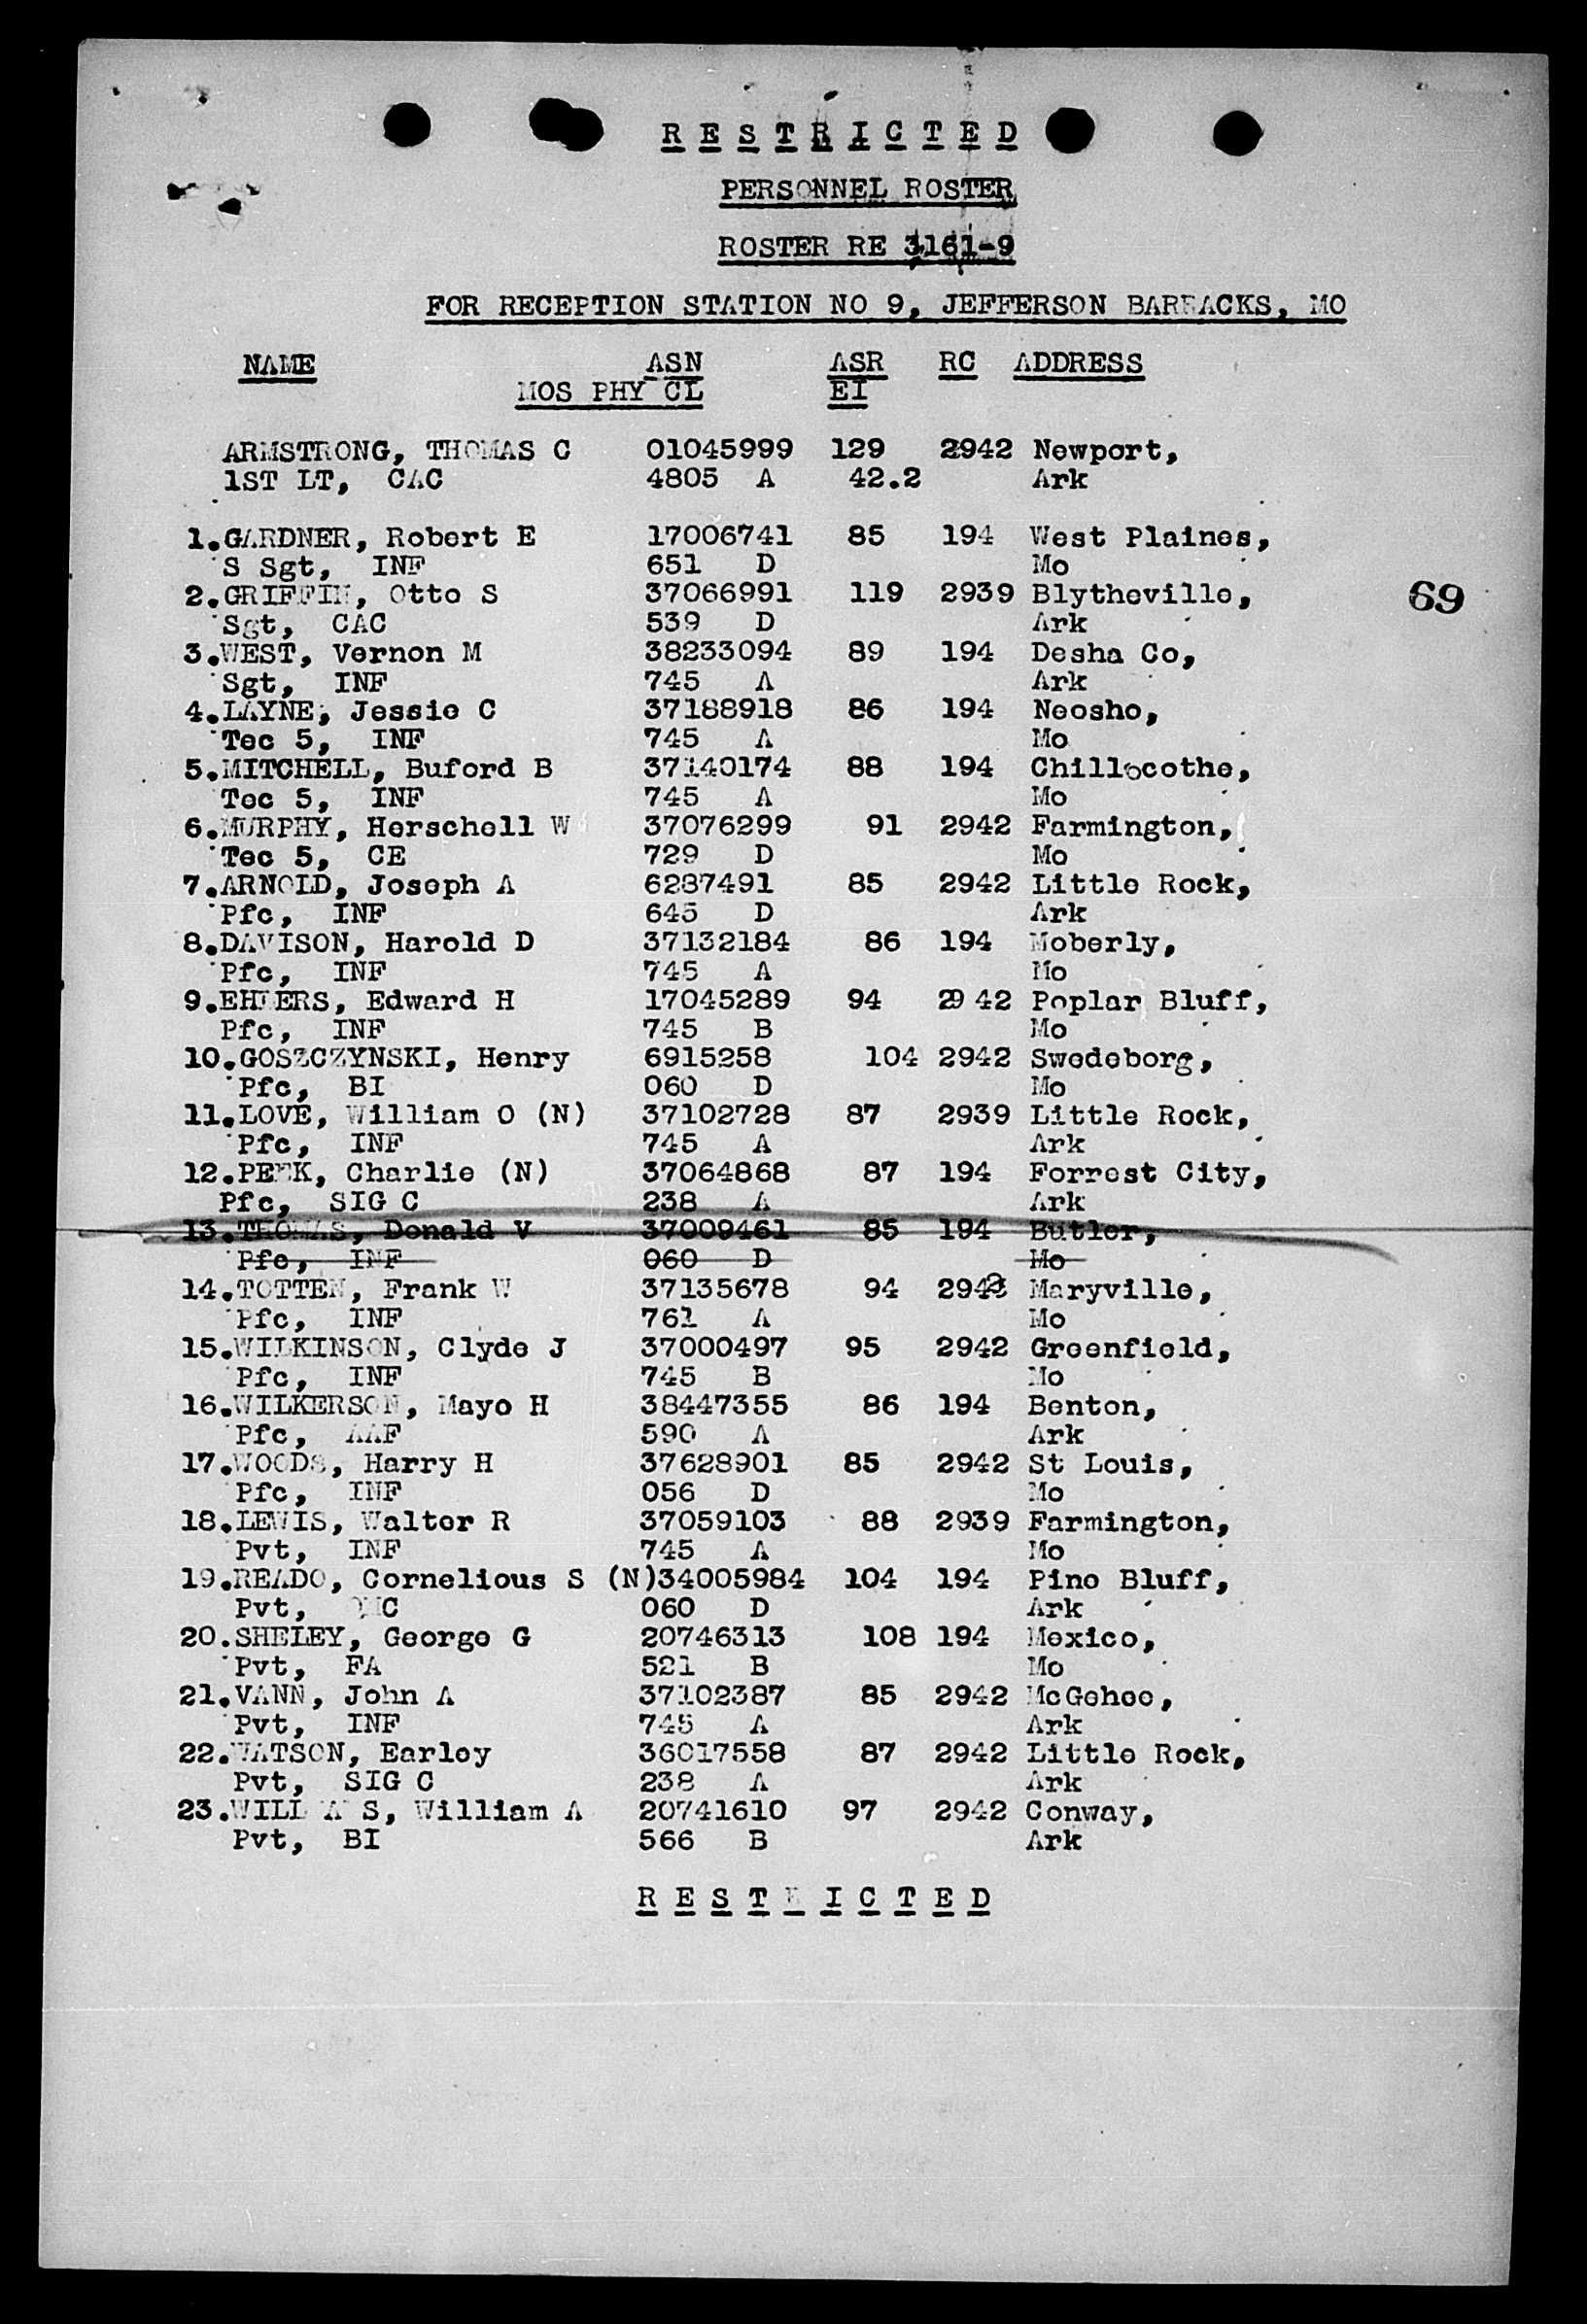 R E S T R I C T E D
PERSONNEL ROSTER
ROSTER RE 3161-9
FOR RECEPTION STATION NO 9, JEFFERSON BARRACKS, MO
NAME ASN ASR RC ADDRESS
MOS PHY CL EI
ARMSTRONG, THOMAS C 01045999 129 2942 Newport,
1ST LT, CAC 4805 A 42.2 Ark
1.GARDNER, Robert E 17006741 85 194 West Plaines,
S Sgt, INF 651 D Mo
2.GRIFFIN, Otto S 37066991 119 2939 Blytheville,
69
Sgt, CAC 539 D Ark
3.WEST, Vernon M 38233094 89 194 Desha Co,
Sgt, INF 745 A Ark
4.LAYNE, Jessie C 37188918 86 194 Neosho,
Tec 5, INF 745 A Mo
5.MITCHELL, Buford B 37140174 88 194 Chillocothe,
Tec 5, INF 745 A Mo
6.MURPHY, Herschell W 37076299 91 2942 Farmington,
Tec 5, CE 729 D Mo
7.ARNOLD, Joseph A 6287491 85 2942 Little Rock,
Pfc, INF 645 D Ark
8.DAVISON, Harold D 37132184 86 194 Moberly,
Pfc, INF 745 A Mo
9.EHLERS, Edward H 17045289 94 2942 Poplar Bluff,
Pfc, INF 745 B Mo
10.GOSZCZYNSKI, Henry 6915258 104 2942 Swedeborg,
Pfc, BI 060 D Mo
11.LOVE, William O (N) 37102728 87 2939 Little Rock,
Pfc, INF 745 A Ark
12.PEEK, Charlie (N) 37064868 87 194 Forrest City,
Pfc, SIG C 238 A Ark
13.THOMAS, Donald V 37009461 85 194 Butler,
Pfc, INF 060 D Mo
14.TOTTEN, Frank W 37135678 94 2942 Maryville,
Pfc, INF 761 A Mo
15.WILKINSON, Clyde J 37000497 95 2942 Greenfield,
Pfc, INF 745 B Mo
16.WILKERSON, Mayo H 38447355 86 194 Benton,
Pfc, AAF 590 A Ark
17.WOODS, Harry H 37628901 85 2942 St Louis,
Pfc, INF 056 D Mo
18.LEWIS, Walter R 37059103 88 2939 Farmington,
Pvt, INF 745 A Mo
19.READO, Cornelious S (N)34005984 104 194 Pine Bluff,
Pvt, QMC 060 D Ark
20.SHELEY, George G 20746313 108 194 Mexico,
Pvt, FA 521 B Mo
21.VANN, John A 37102387 85 2942 McGehee,
Pvt, INF 745 A Ark
22.WATSON, Earley 36017558 87 2942 Little Rock,
Pvt, SIG C 238 A Ark
23. William A 20741610 97 2942 Conway,
Pvt, BI 566 B Ark
R E S T R I C T E D